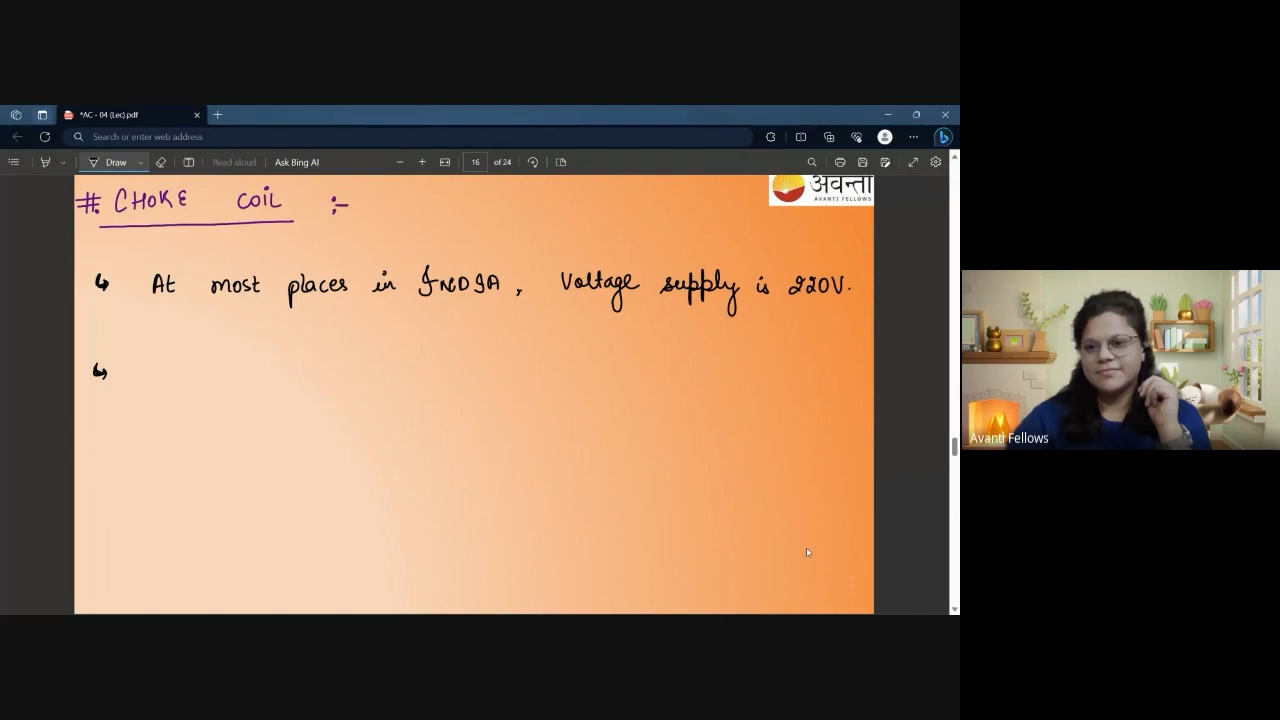 *AC - 04 (Lec).pdf
Search or enter web address
Draw
Read aloud
Ask Bing AI
16
of 24
अवन्ती
AVANTI FELLOWS
#. CHOKE COIL :-
↳ At most places in INDIA, Voltage supply is 220V.
↳
Avanti Fellows